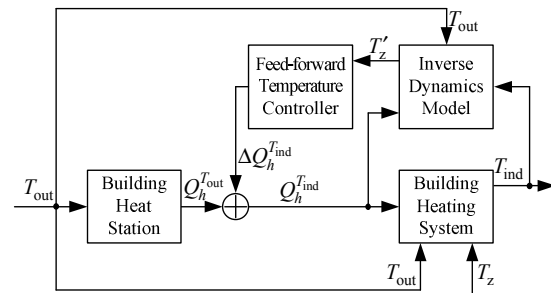 T_out
Feed-forward
Temperature
Controller
T_z′
Inverse
Dynamics
Model
ΔQ_h^{T_ind}
T_out
Building
Heat
Station
Q_h^{T_out}
Q_h^{T_ind}
Building
Heating
System
T_ind
T_out
T_z